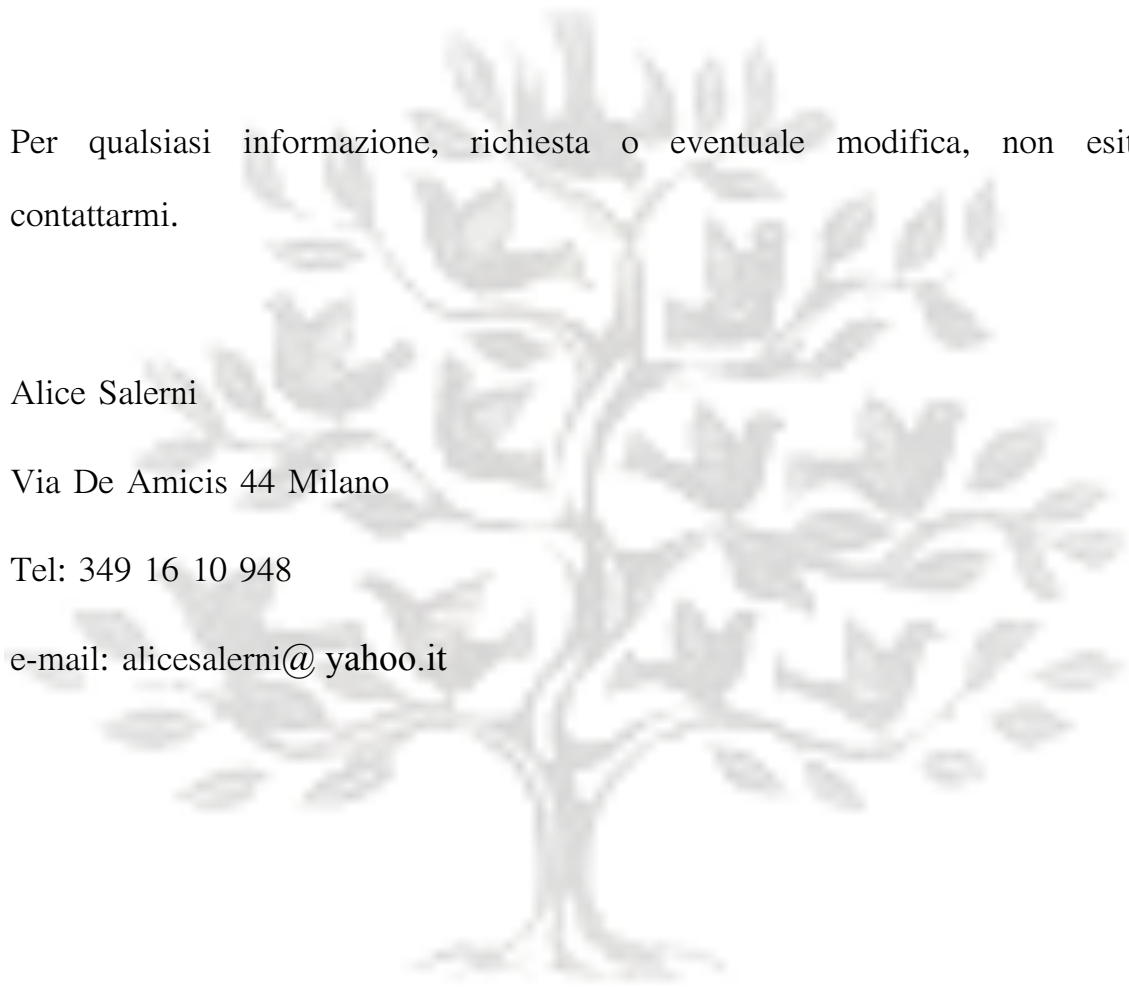 Per qualsiasi informazione, richiesta o eventuale modifica, non esit
contattarmi.
Alice Salerni
Via De Amicis 44 Milano
Tel: 349 16 10 948
e-mail: alicesalerni@ yahoo.it